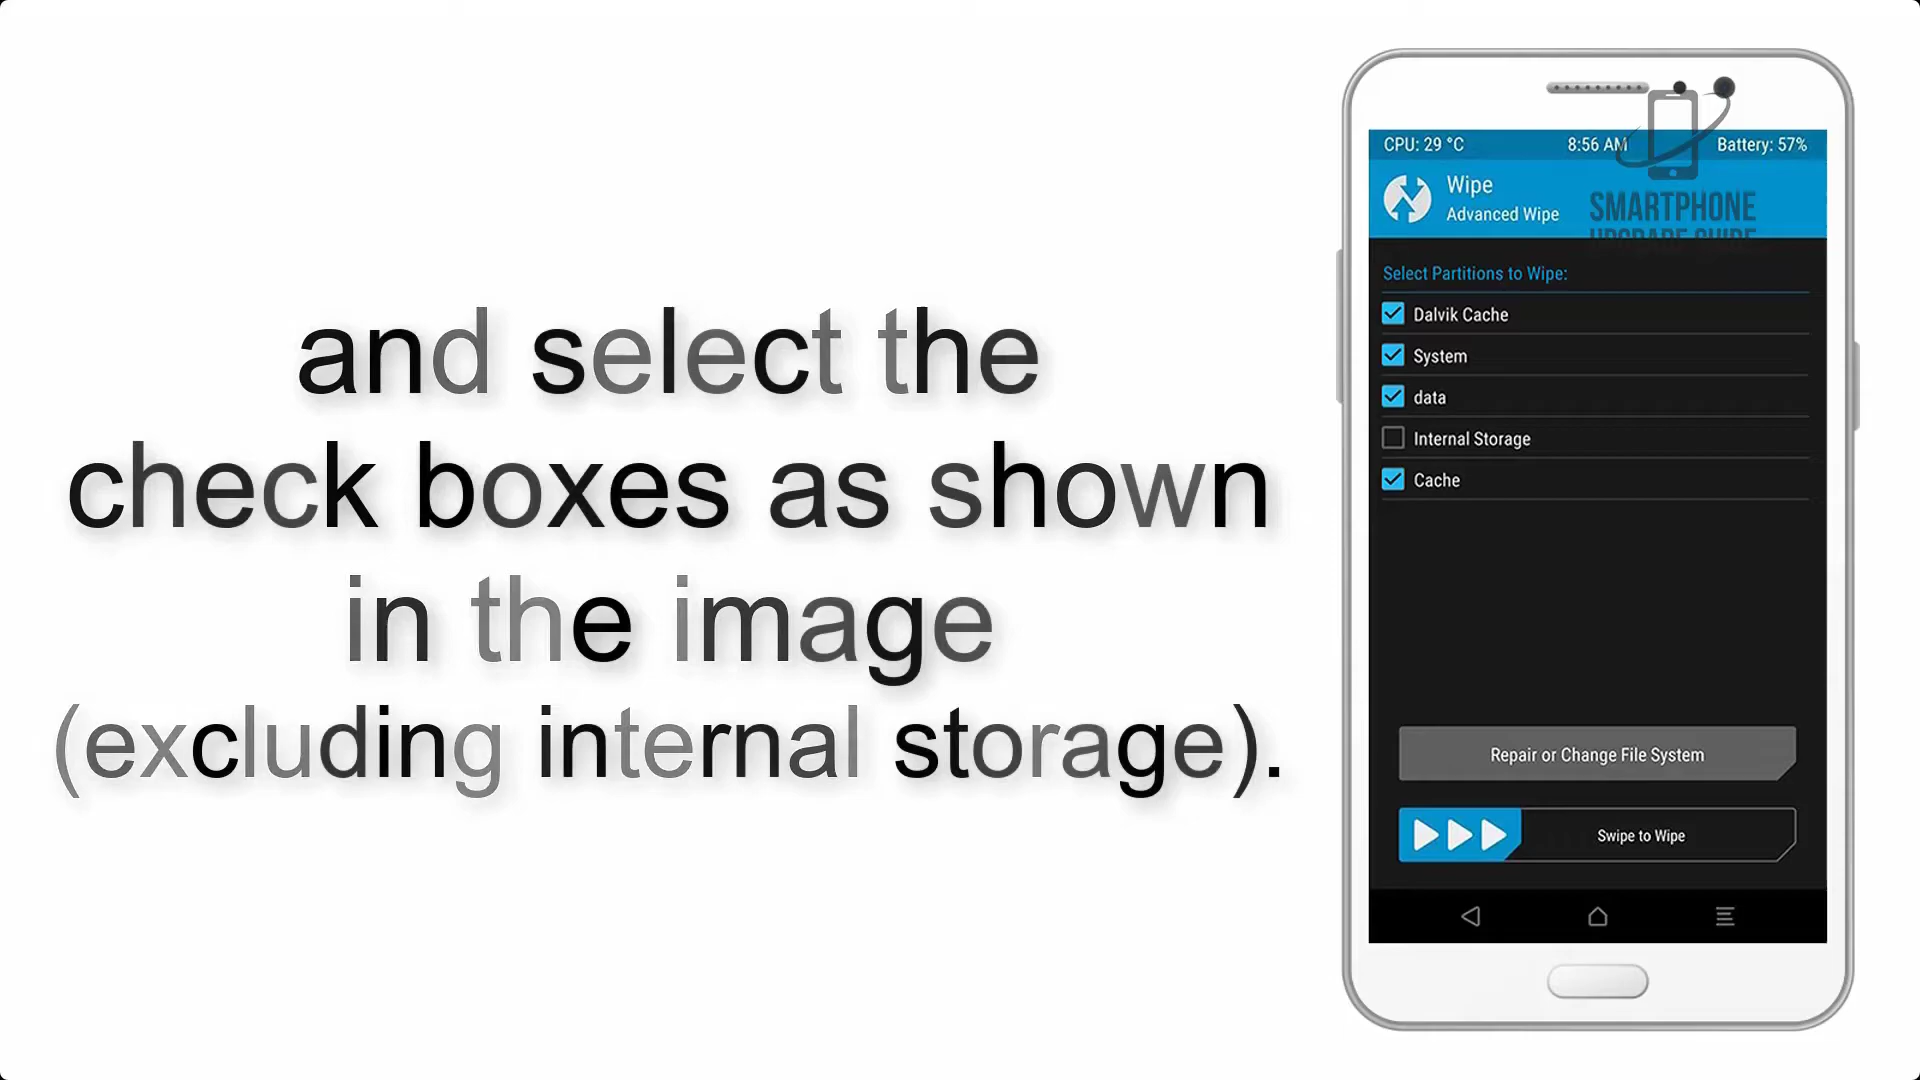 and select the
check boxes as shown
in the image
(excluding internal storage).
CPU: 29 °C 8:56 AM Battery: 57%
Wipe
Advanced Wipe
SMARTPHONE
UPGRADE GUIDE
Select Partitions to Wipe:
Dalvik Cache
System
data
Internal Storage
Cache
Repair or Change File System
Swipe to Wipe